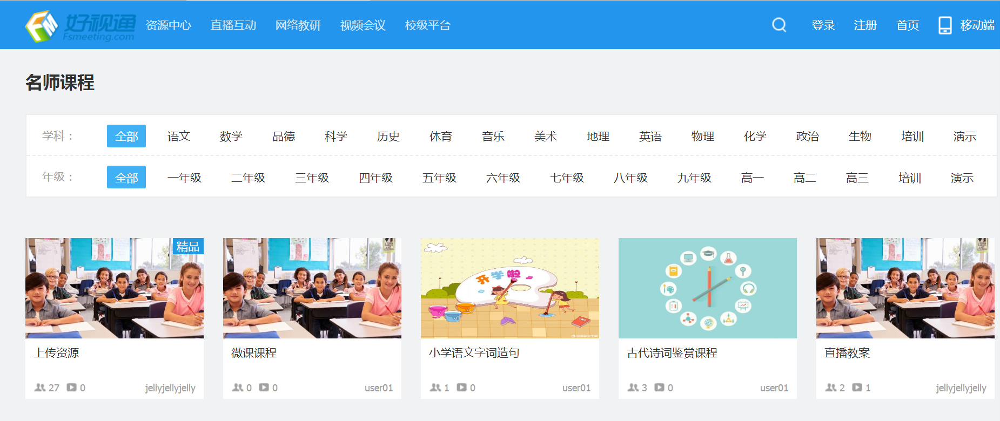 好视通 资源中心 直播互动 网络教研 视频会议 校级平台 登录 注册 首页 移动端
Fsmeeting.com
名师课程
学科： 全部 语文 数学 品德 科学 历史 体育 音乐 美术 地理 英语 物理 化学 政治 生物 培训 演示
年级： 全部 一年级 二年级 三年级 四年级 五年级 六年级 七年级 八年级 九年级 高一 高二 高三 培训 演示
精品
开学啦
上传资源 微课课程 小学语文字词造句 古代诗词鉴赏课程 直播教案
27 0 jellyjellyjelly 0 0 user01 1 0 user01 3 0 user01 2 1 jellyjellyjelly